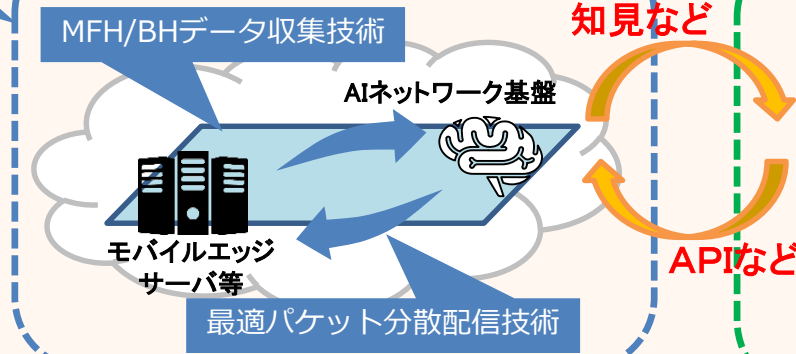 MFH/BHデータ収集技術
知見など
AIネットワーク基盤
モバイルエッジ
サーバ等
APIなど
最適パケット分散配信技術